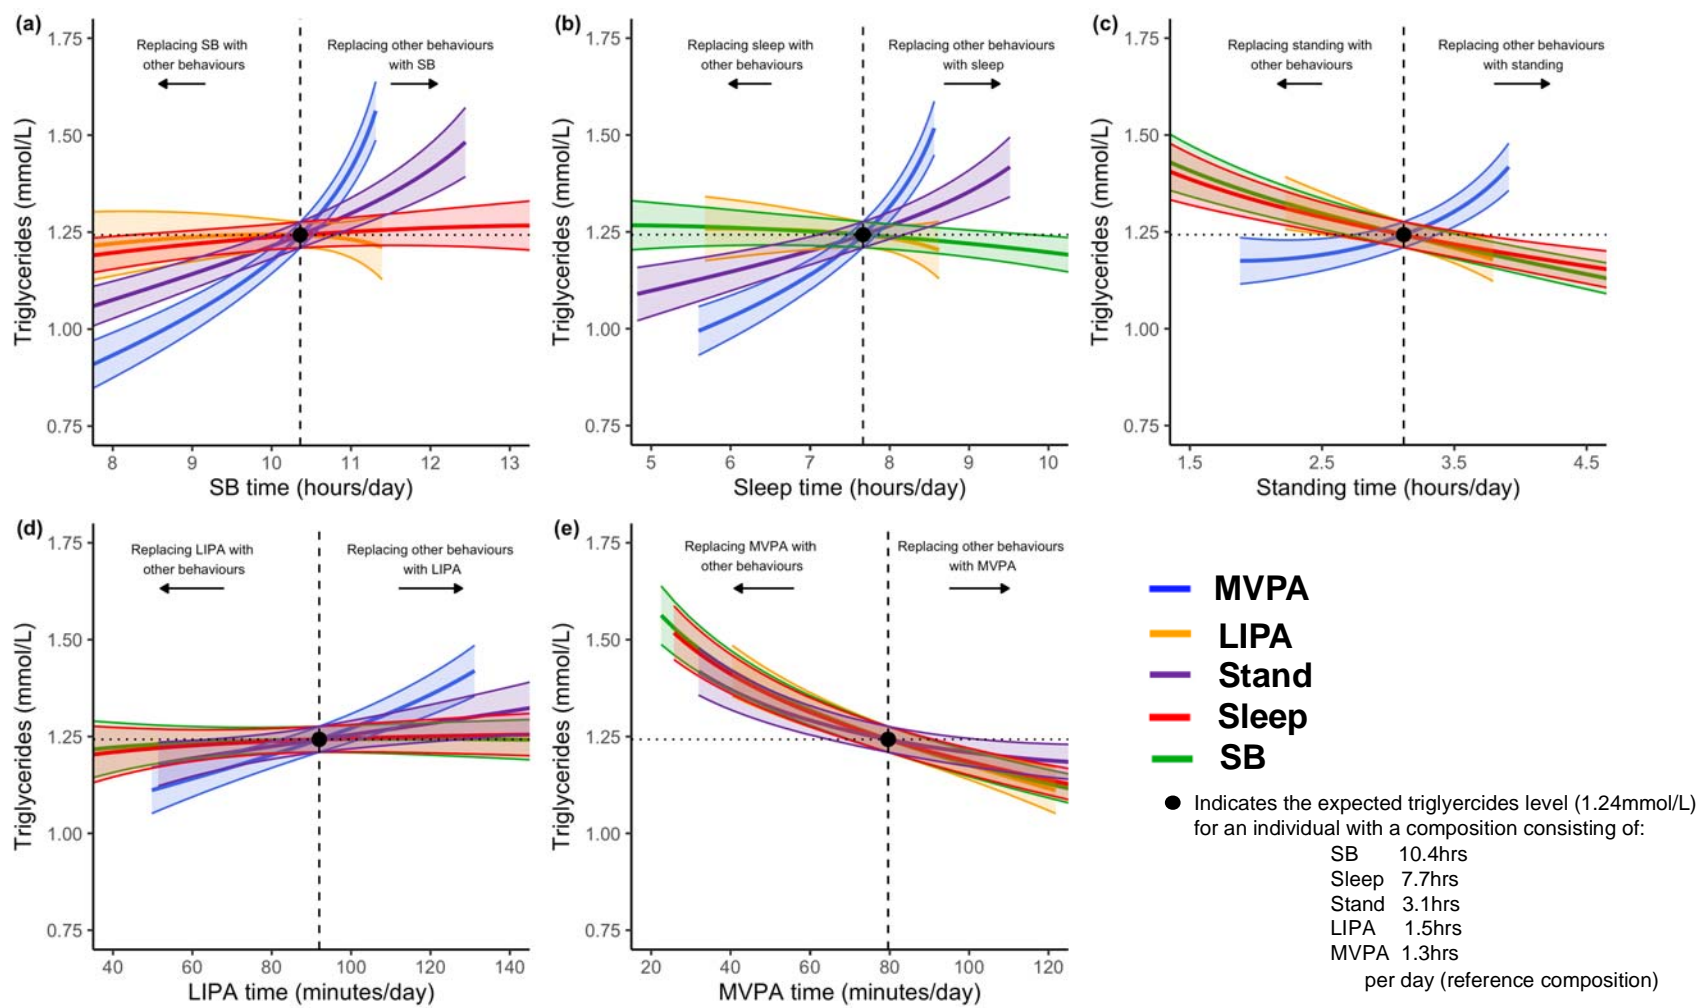 (a)
Replacing SB with
other behaviours
Replacing other behaviours
with SB
Triglycerides (mmol/L)
1.75
1.50
1.25
1.00
0.75
8 9 10 11 12 13
SB time (hours/day)
(b)
Replacing sleep with
other behaviours
Replacing other behaviours
with sleep
Triglycerides (mmol/L)
1.75
1.50
1.25
1.00
0.75
5 6 7 8 9 10
Sleep time (hours/day)
(c)
Replacing standing with
other behaviours
Replacing other behaviours
with standing
Triglycerides (mmol/L)
1.75
1.50
1.25
1.00
0.75
1.5 2.5 3.5 4.5
Standing time (hours/day)
(d)
Replacing LIPA with
other behaviours
Replacing other behaviours
with LIPA
Triglycerides (mmol/L)
1.75
1.50
1.25
1.00
0.75
40 60 80 100 120 140
LIPA time (minutes/day)
(e)
Replacing MVPA with
other behaviours
Replacing other behaviours
with MVPA
Triglycerides (mmol/L)
1.75
1.50
1.25
1.00
0.75
20 40 60 80 100 120
MVPA time (minutes/day)
MVPA
LIPA
Stand
Sleep
SB
Indicates the expected triglyercides level (1.24mmol/L)
for an individual with a composition consisting of:
SB 10.4hrs
Sleep 7.7hrs
Stand 3.1hrs
LIPA 1.5hrs
MVPA 1.3hrs
per day (reference composition)